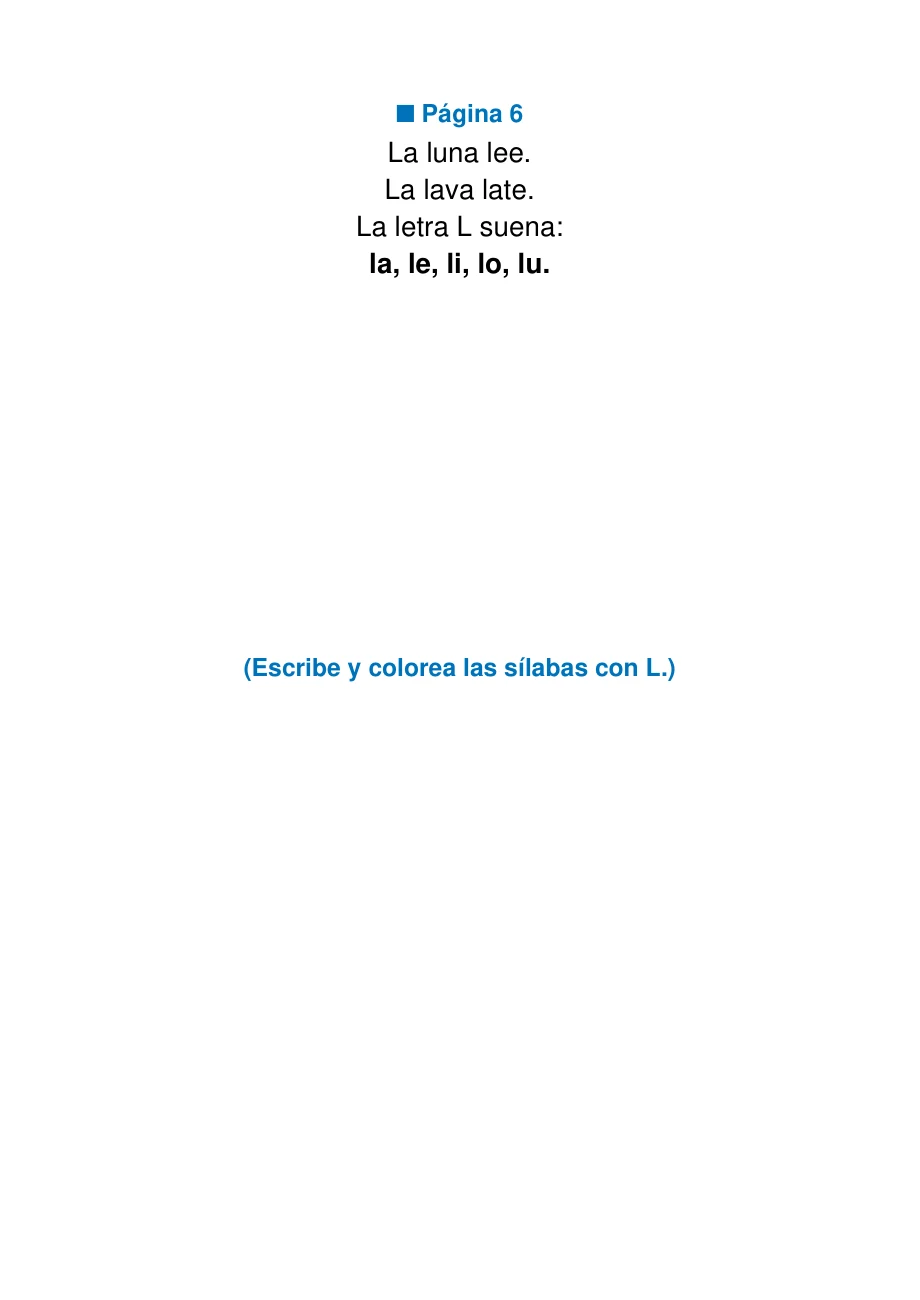 ■ Página 6
La luna lee.
La lava late.
La letra L suena:
la, le, li, lo, lu.
(Escribe y colorea las sílabas con L.)